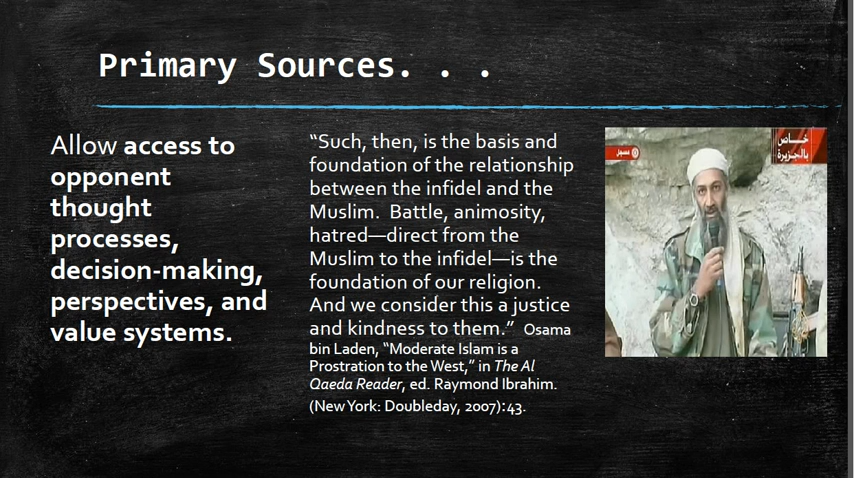 Primary Sources. . .
Allow access to
opponent
thought
processes,
decision-making,
perspectives, and
value systems.
“Such, then, is the basis and
foundation of the relationship
between the infidel and the
Muslim.  Battle, animosity,
hatred—direct from the
Muslim to the infidel—is the
foundation of our religion.
And we consider this a justice
and kindness to them.”  Osama
bin Laden, “Moderate Islam is a
Prostration to the West,” in The Al
Qaeda Reader, ed. Raymond Ibrahim.
(New York: Doubleday, 2007):43.
مسجل
خاص
بالجزيرة